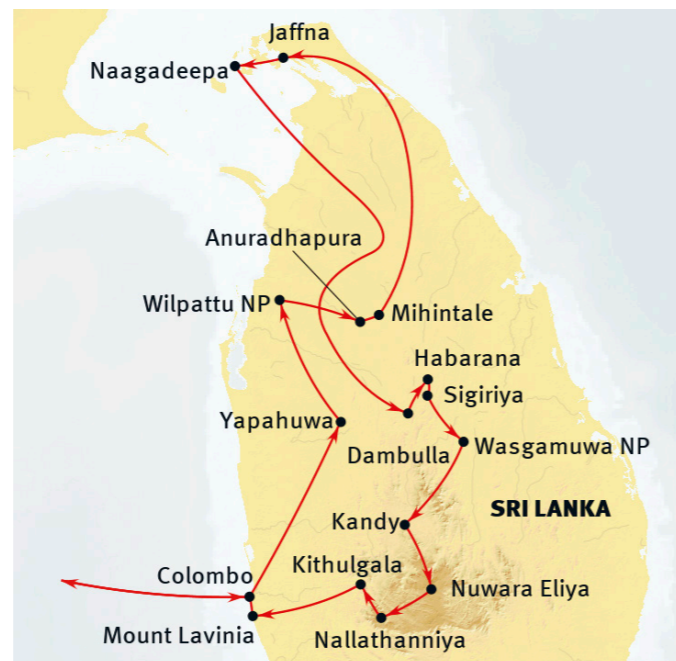 Jaffna
Naagadeepa
Anuradhapura
Wilpattu NP
Mihintale
Habarana
Sigiriya
Yapahuwa
Dambulla
Wasgamuwa NP
SRI LANKA
Kandy
Kithulgala
Colombo
Nuwara Eliya
Mount Lavinia
Nallathanniya